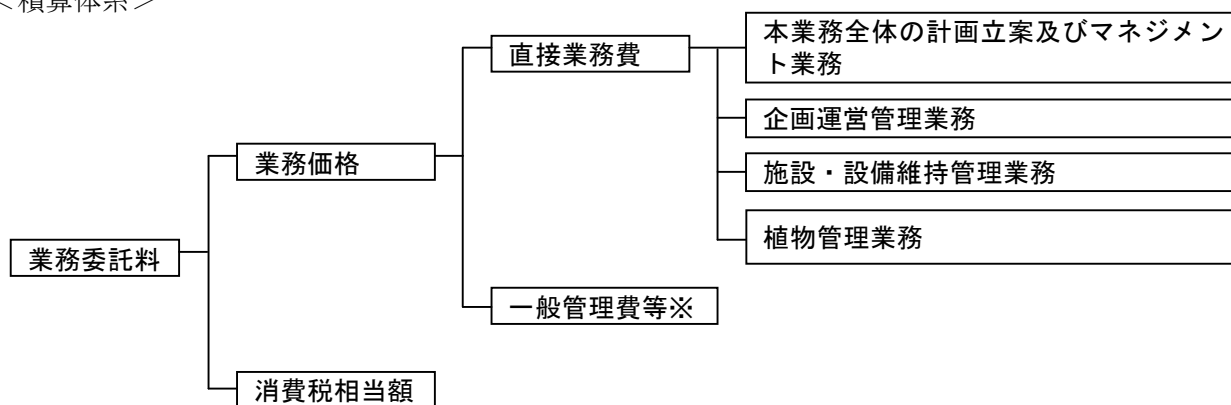 ＜積算体系＞
直接業務費
本業務全体の計画立案及びマネジメン
ト業務
企画運営管理業務
業務価格
施設・設備維持管理業務
植物管理業務
業務委託料
一般管理費等※
消費税相当額